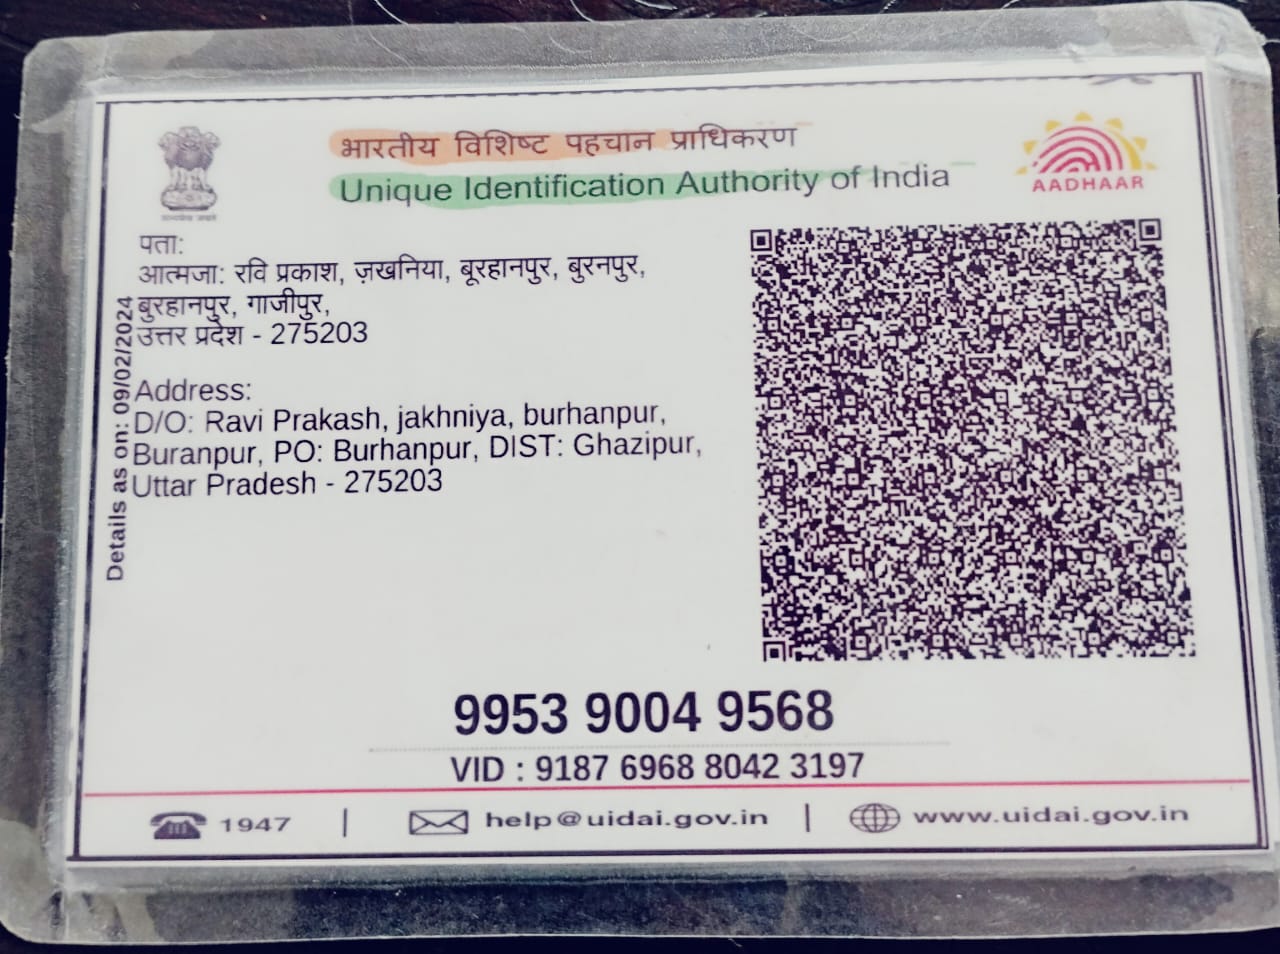 भारतीय विशिष्ट पहचान प्राधिकरण
Unique Identification Authority of India
AADHAAR
पता:
आत्मजा: रवि प्रकाश, ज़खनिया, बूरहानपुर, बुरनपुर,
बुरहानपुर, गाजीपुर,
उत्तर प्रदेश - 275203
Address:
D/O: Ravi Prakash, jakhniya, burhanpur,
Buranpur, PO: Burhanpur, DIST: Ghazipur,
Uttar Pradesh - 275203
Details as on: 09/02/2024
9953 9004 9568
VID : 9187 6968 8042 3197
1947 | help@uidai.gov.in | www.uidai.gov.in